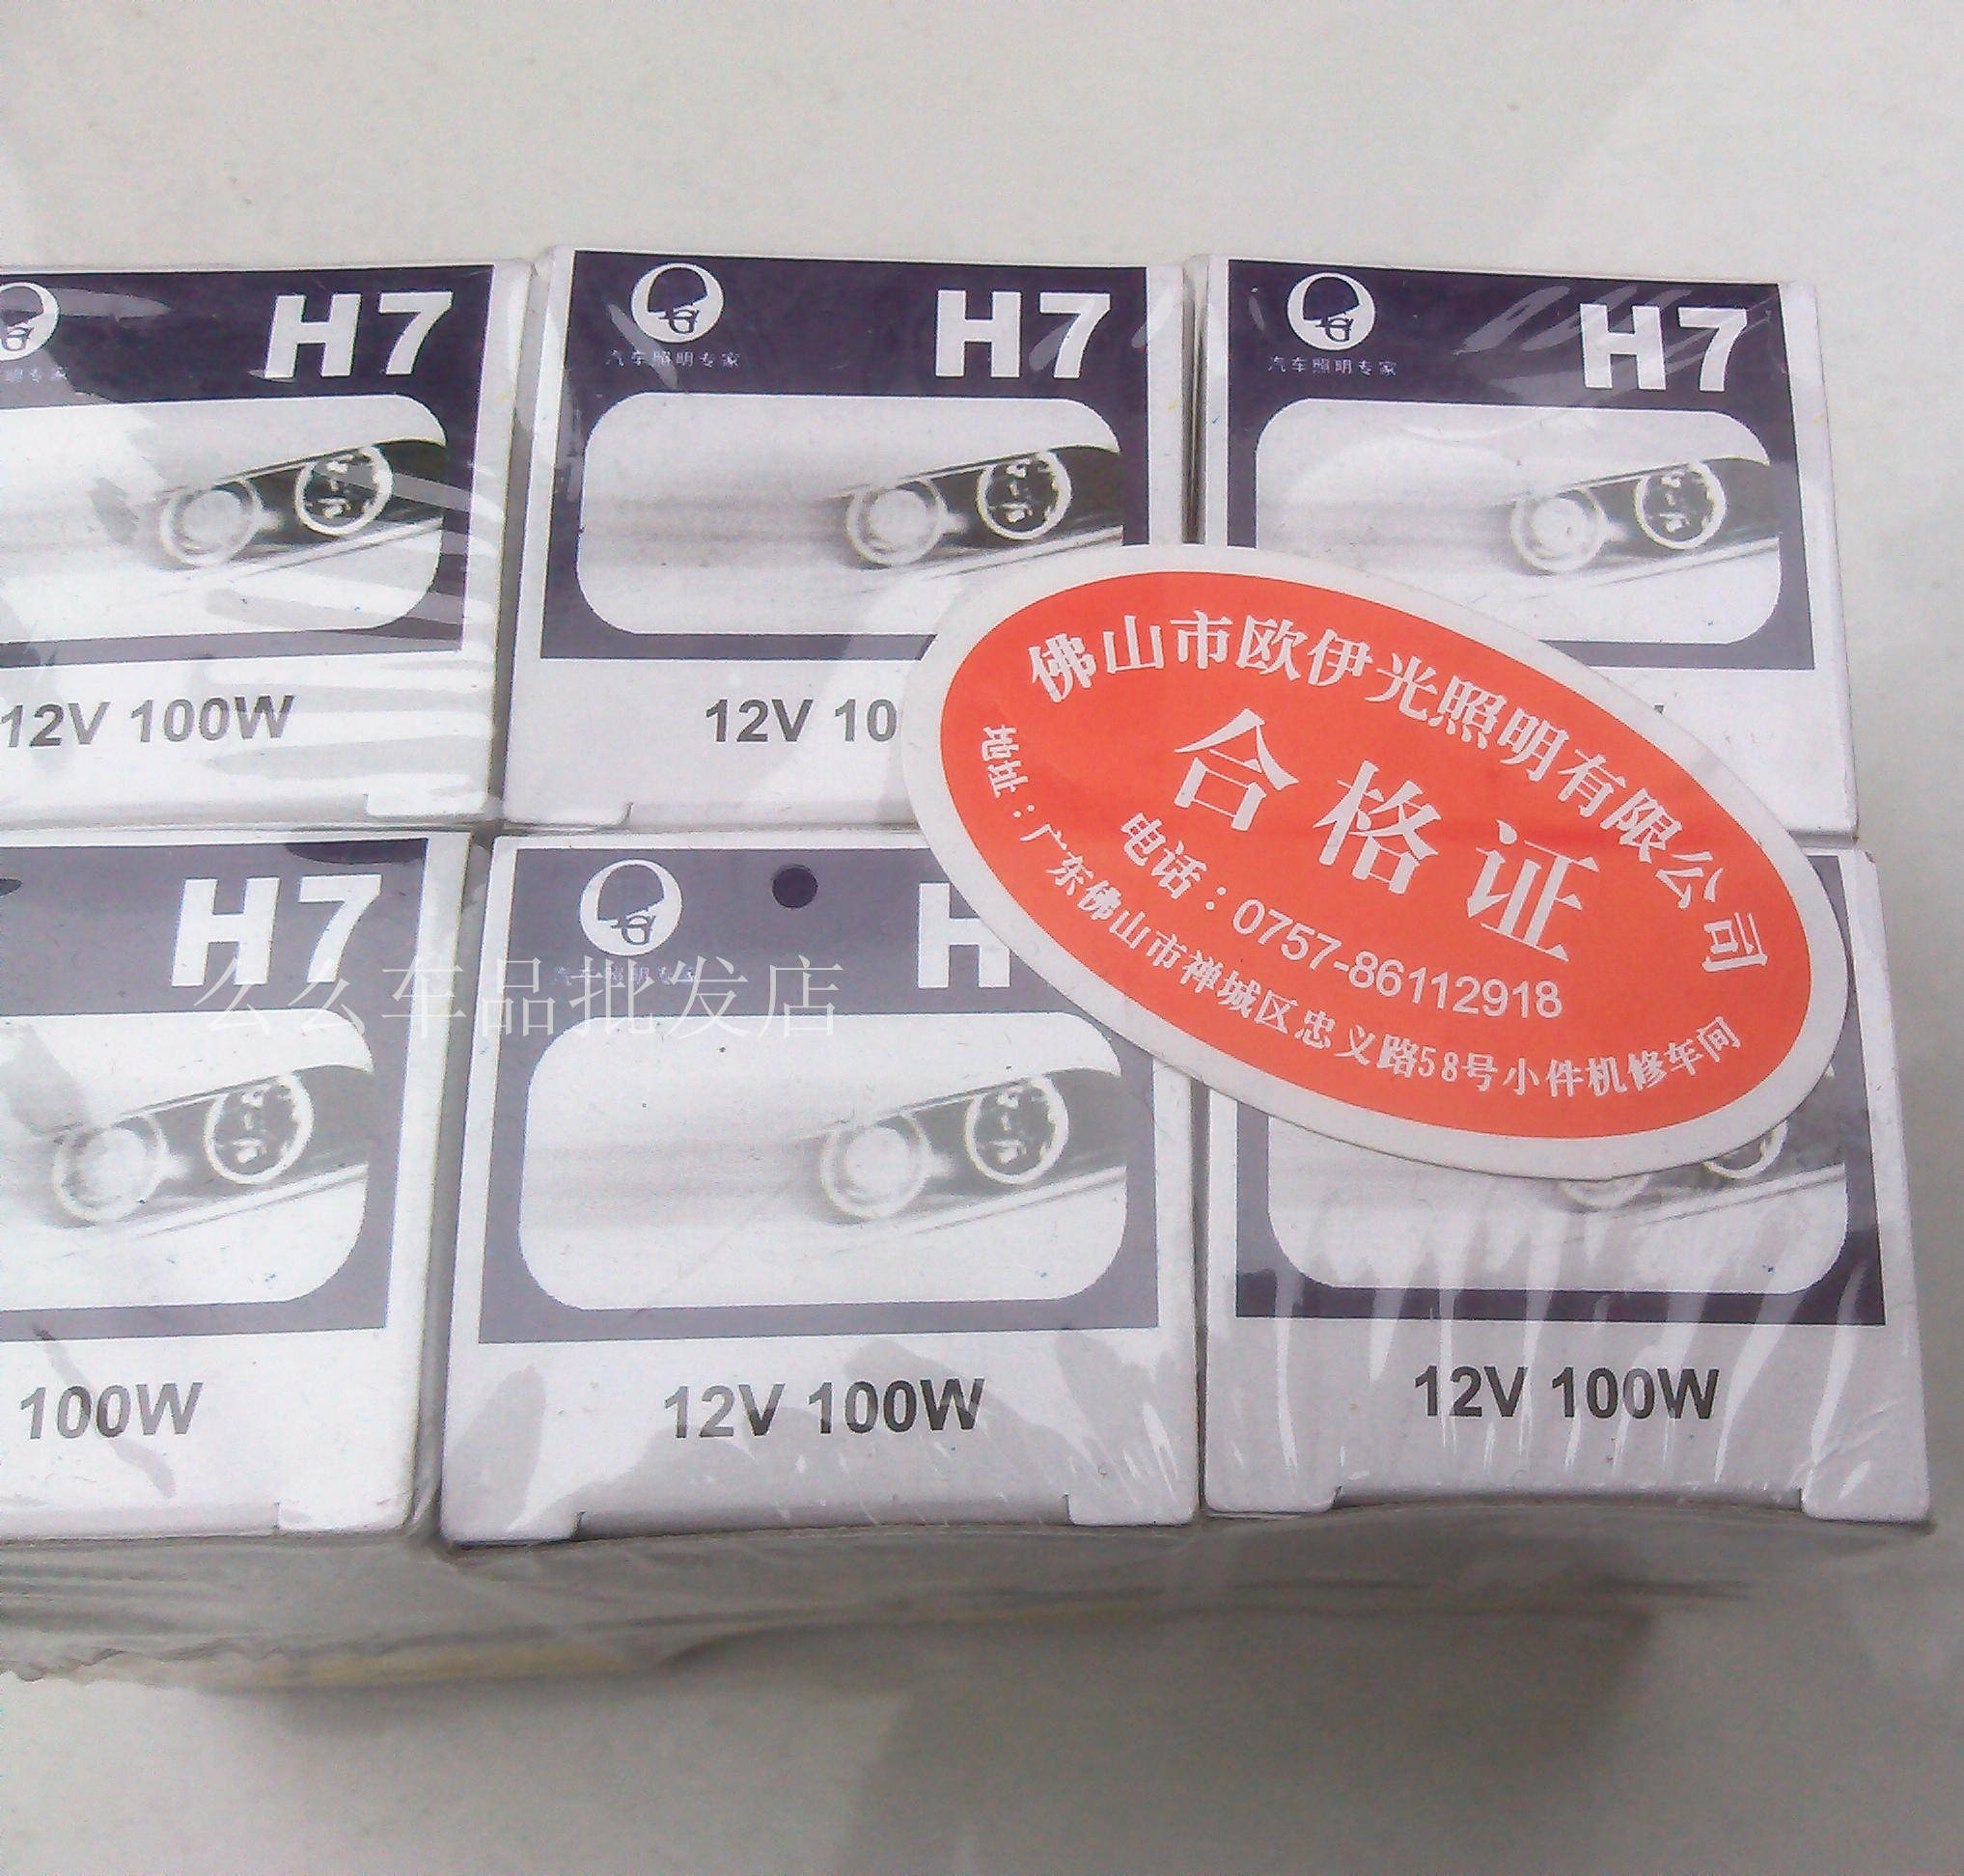 H7
照明专家
12V 100W
H7
汽车照明专家
12V 10
H7
汽车照明专家
佛山市欧伊光照明有限公司
合格证
电话：0757-86112918
地址：广东佛山市禅城区忠义路58号小件机修车间
H7
100W
H
汽车照明专家
12V 100W
12V 100W
么么车品批发店